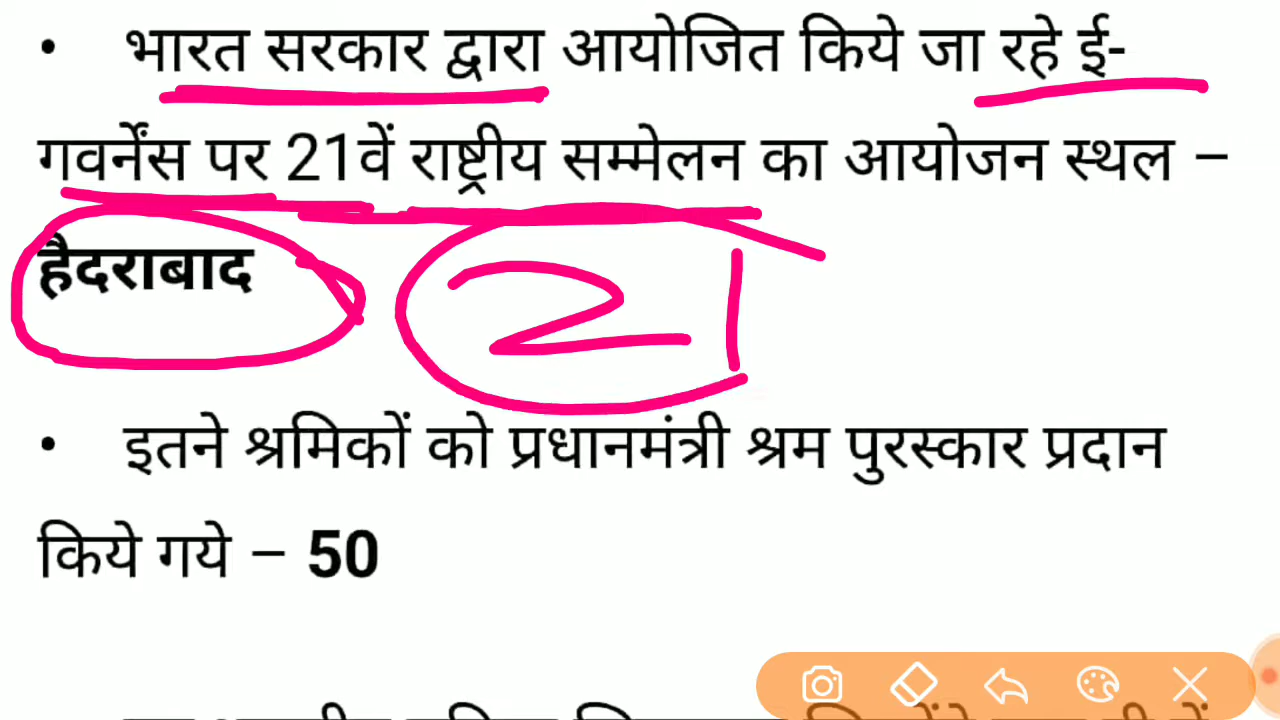 • भारत सरकार द्वारा आयोजित किये जा रहे ई-
गवर्नेंस पर 21वें राष्ट्रीय सम्मेलन का आयोजन स्थल –
हैदराबाद
21
• इतने श्रमिकों को प्रधानमंत्री श्रम पुरस्कार प्रदान
किये गये – 50